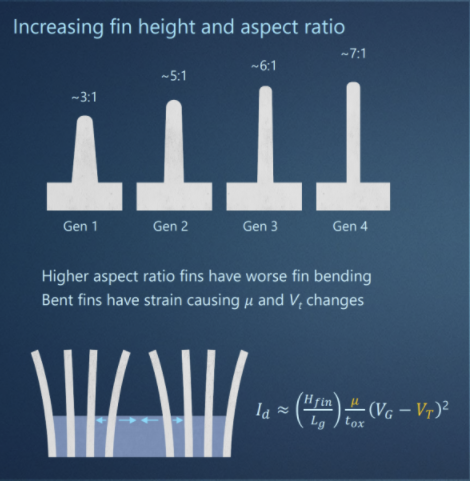 Increasing fin height and aspect ratio
~3:1
~5:1
~6:1
~7:1
Gen 1
Gen 2
Gen 3
Gen 4
Higher aspect ratio fins have worse fin bending
Bent fins have strain causing μ and Vₜ changes
I_d ≈ (H_fin / L_g) μ / t_ox (V_G − V_T)²